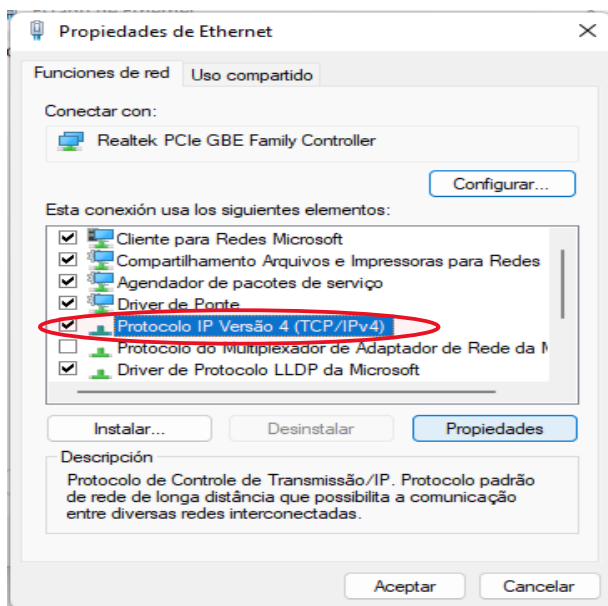 Propiedades de Ethernet
Funciones de red
Uso compartido
Conectar con:
Realtek PCIe GBE Family Controller
Configurar...
Esta conexión usa los siguientes elementos:
Cliente para Redes Microsoft
Compartilhamento Arquivos e Impressoras para Redes
Agendador de pacotes de serviço
Driver de Ponte
Protocolo IP Versão 4 (TCP/IPv4)
Protocolo do Multiplexador de Adaptador de Rede da
Driver de Protocolo LLDP da Microsoft
Instalar...
Desinstalar
Propiedades
Descripción
Protocolo de Controle de Transmissão/IP. Protocolo padrão
de rede de longa distância que possibilita a comunicação
entre diversas redes interconectadas.
Aceptar
Cancelar